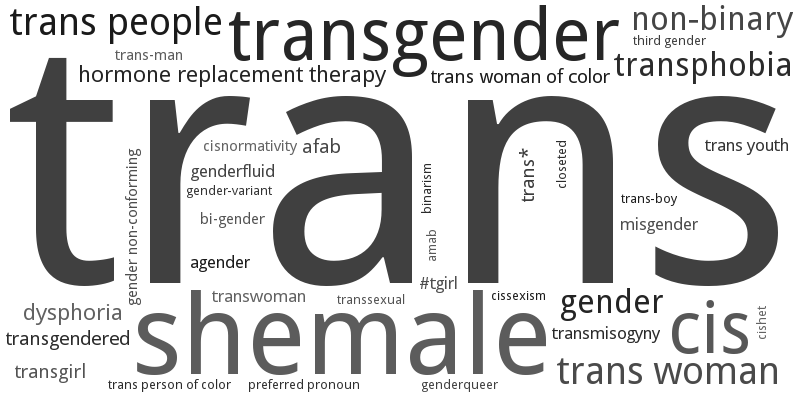 trans people
transgender
non-binary
third gender
trans-man
hormone replacement therapy
trans woman of color
transphobia
trans
cisnormativity
afab
genderfluid
gender-variant
bi-gender
agender
gender non-conforming
binarism
amab
trans*
closeted
trans youth
trans-boy
misgender
#tgirl
transwoman
transsexual
cissexism
gender
dysphoria
transgendered
shemale
transmisogyny
cis
cishet
transgirl
trans woman
trans person of color
preferred pronoun
genderqueer